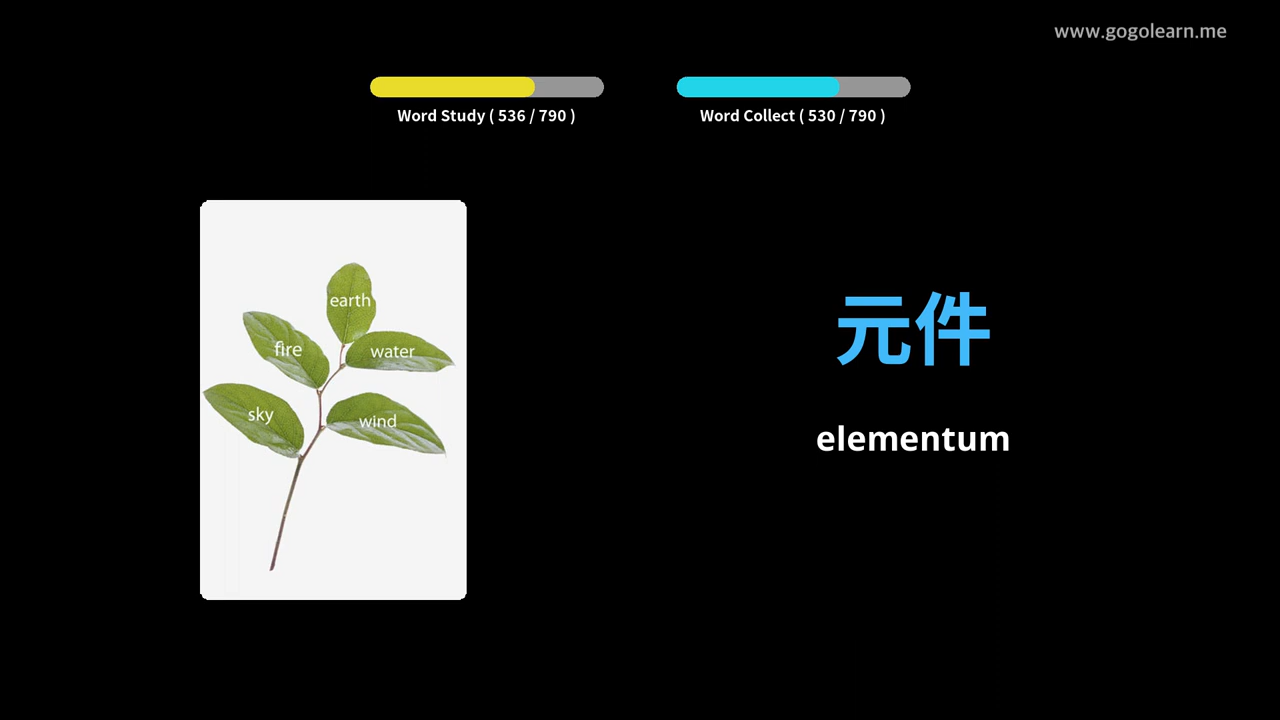 www.gogolearn.me
Word Study ( 536 / 790 )
Word Collect ( 530 / 790 )
earth
fire
water
sky
wind
元件
elementum